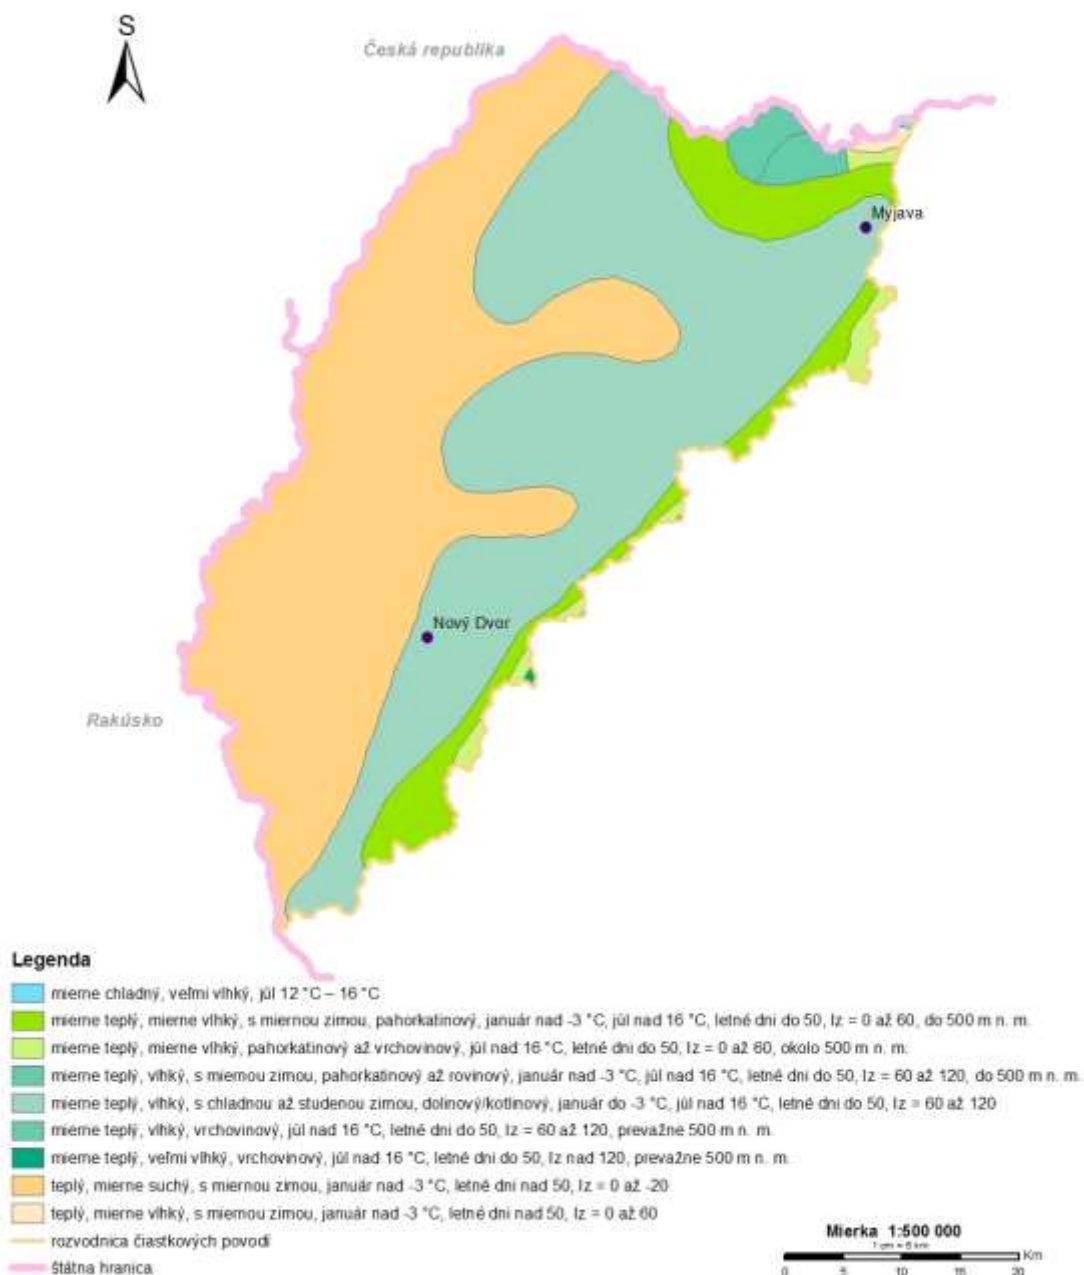 S
Česká republika
Myjava
Nový Dvor
Rakúsko
Legenda
mierne chladný, veľmi vlhký, júl 12 °C – 16 °C
mierne teplý, mierne vlhký, s miernou zimou, pahorkatinový, január nad -3 °C, júl nad 16 °C, letné dni do 50, Iz = 0 až 60, do 500 m n. m.
mierne teplý, mierne vlhký, pahorkatinový až vrchovinový, júl nad 16 °C, letné dni do 50, Iz = 0 až 60, okolo 500 m n. m.
mierne teplý, vlhký, s miernou zimou, pahorkatinový až rovinový, január nad -3 °C, júl nad 16 °C, letné dni do 50, Iz = 60 až 120, do 500 m n. m.
mierne teplý, vlhký, s chladnou až studenou zimou, dolinový/kotlinový, január do -3 °C, júl nad 16 °C, letné dni do 50, Iz = 60 až 120
mierne teplý, vlhký, vrchovinový, júl nad 16 °C, letné dni do 50, Iz = 60 až 120, prevažne 500 m n. m.
mierne teplý, veľmi vlhký, vrchovinový, júl nad 16 °C, letné dni do 50, Iz nad 120, prevažne 500 m n. m.
teplý, mierne suchý, s miernou zimou, január nad -3 °C, letné dni nad 50, Iz = 0 až -20
teplý, mierne vlhký, s miernou zimou, január nad -3 °C, letné dni nad 50, Iz = 0 až 60
rozvodnica čiastkových povodí
štátna hranica
Mierka 1:500 000
1 cm = 5 km
Km
0 5 10 15 20